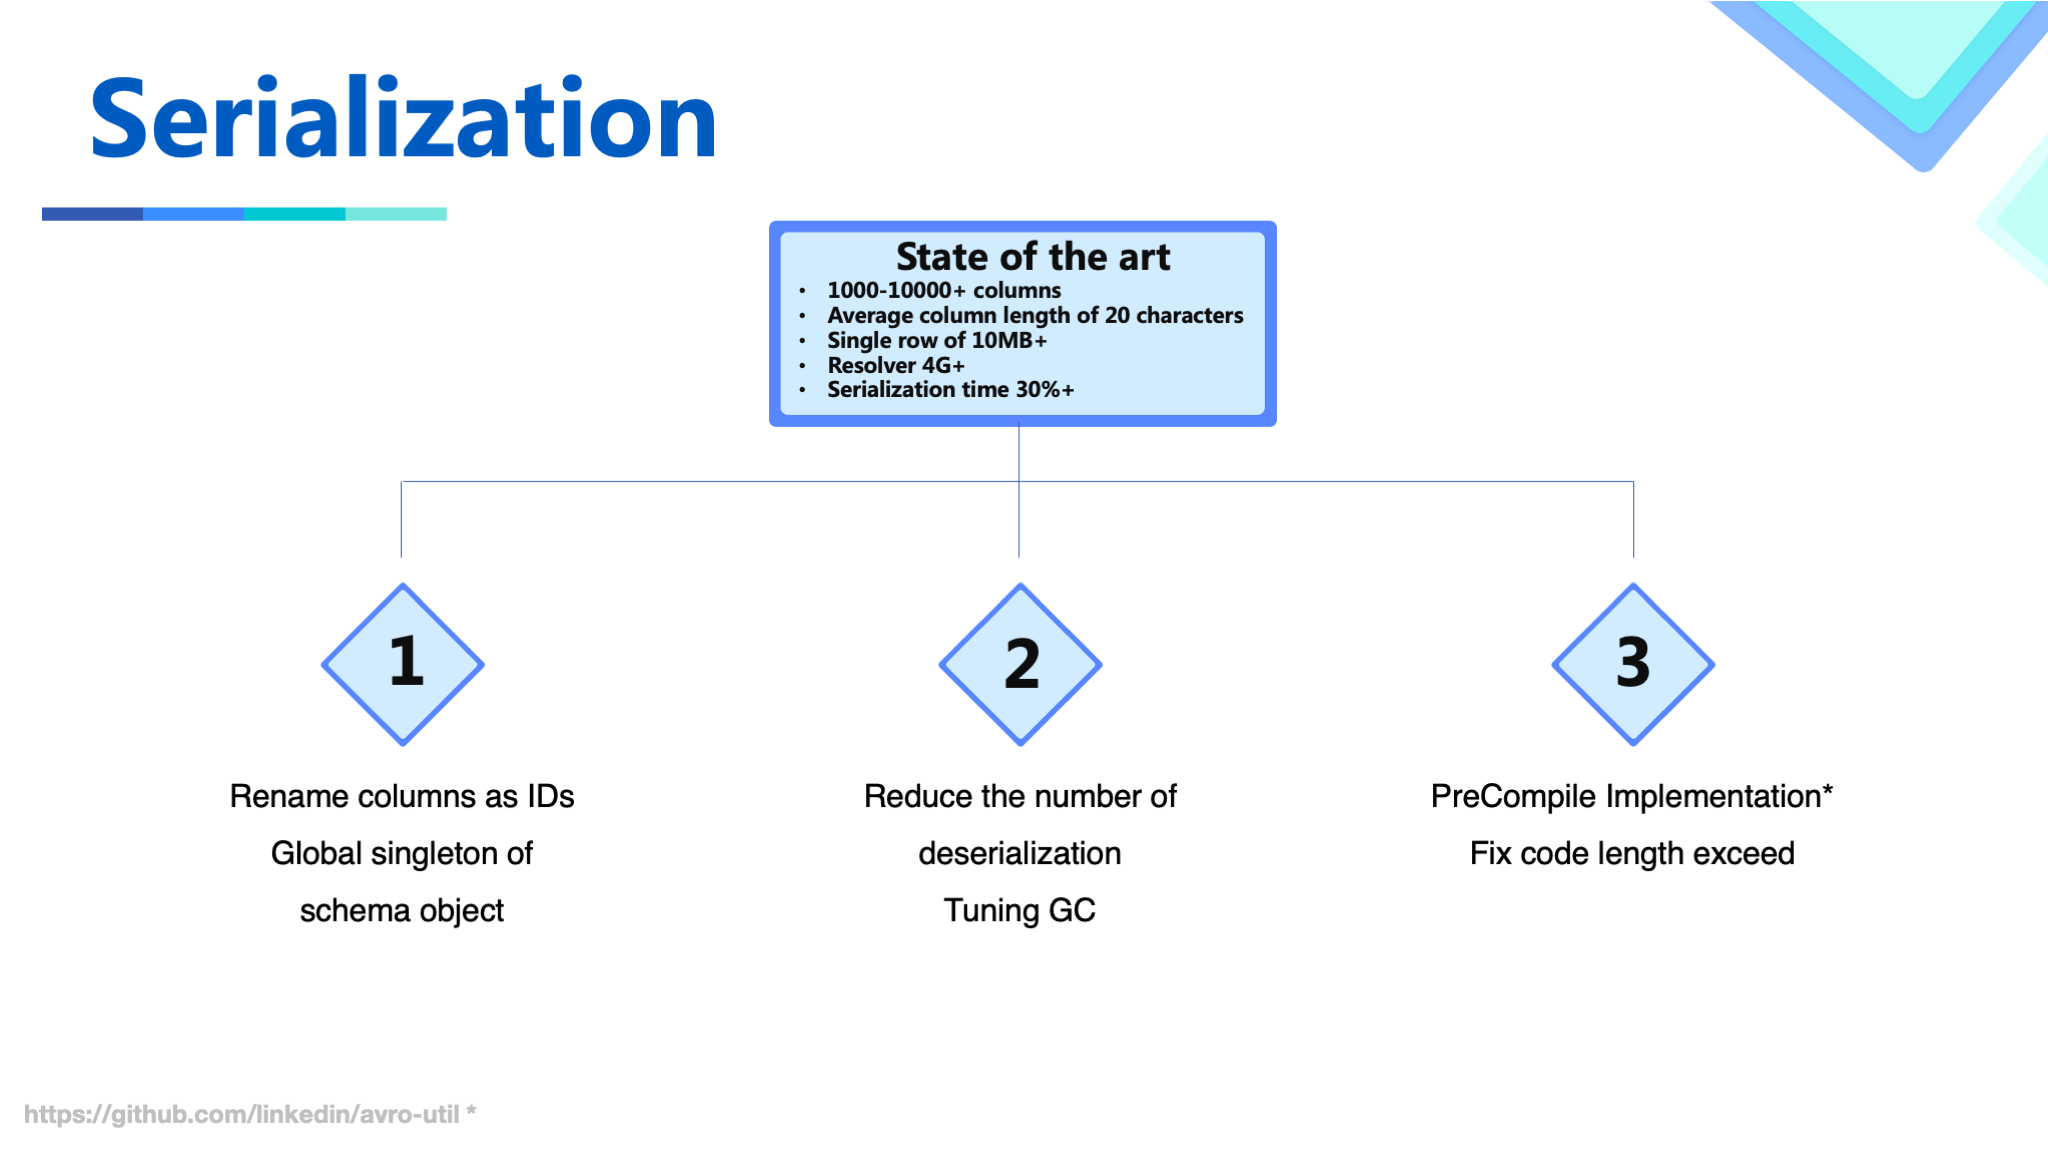 Serialization
State of the art
• 1000-10000+ columns
• Average column length of 20 characters
• Single row of 10MB+
• Resolver 4G+
• Serialization time 30%+
1
Rename columns as IDs
Global singleton of
schema object
2
Reduce the number of
deserialization
Tuning GC
3
PreCompile Implementation*
Fix code length exceed
https://github.com/linkedin/avro-util *